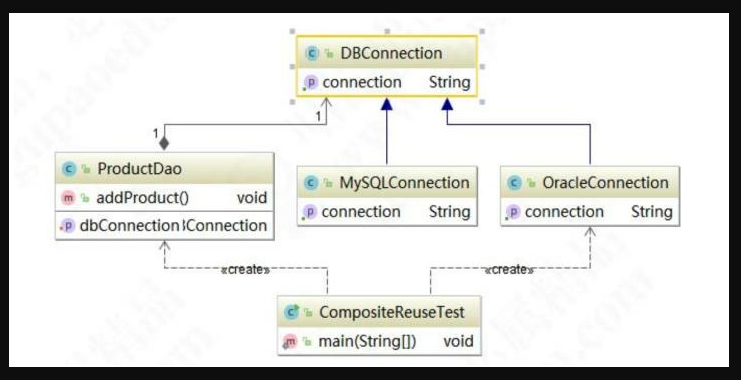 DBConnection
connection String
1
1
ProductDao
addProduct() void
dbConnection
MySQLConnection
connection String
OracleConnection
connection String
«create»
«create»
CompositeReuseTest
main(String[]) void